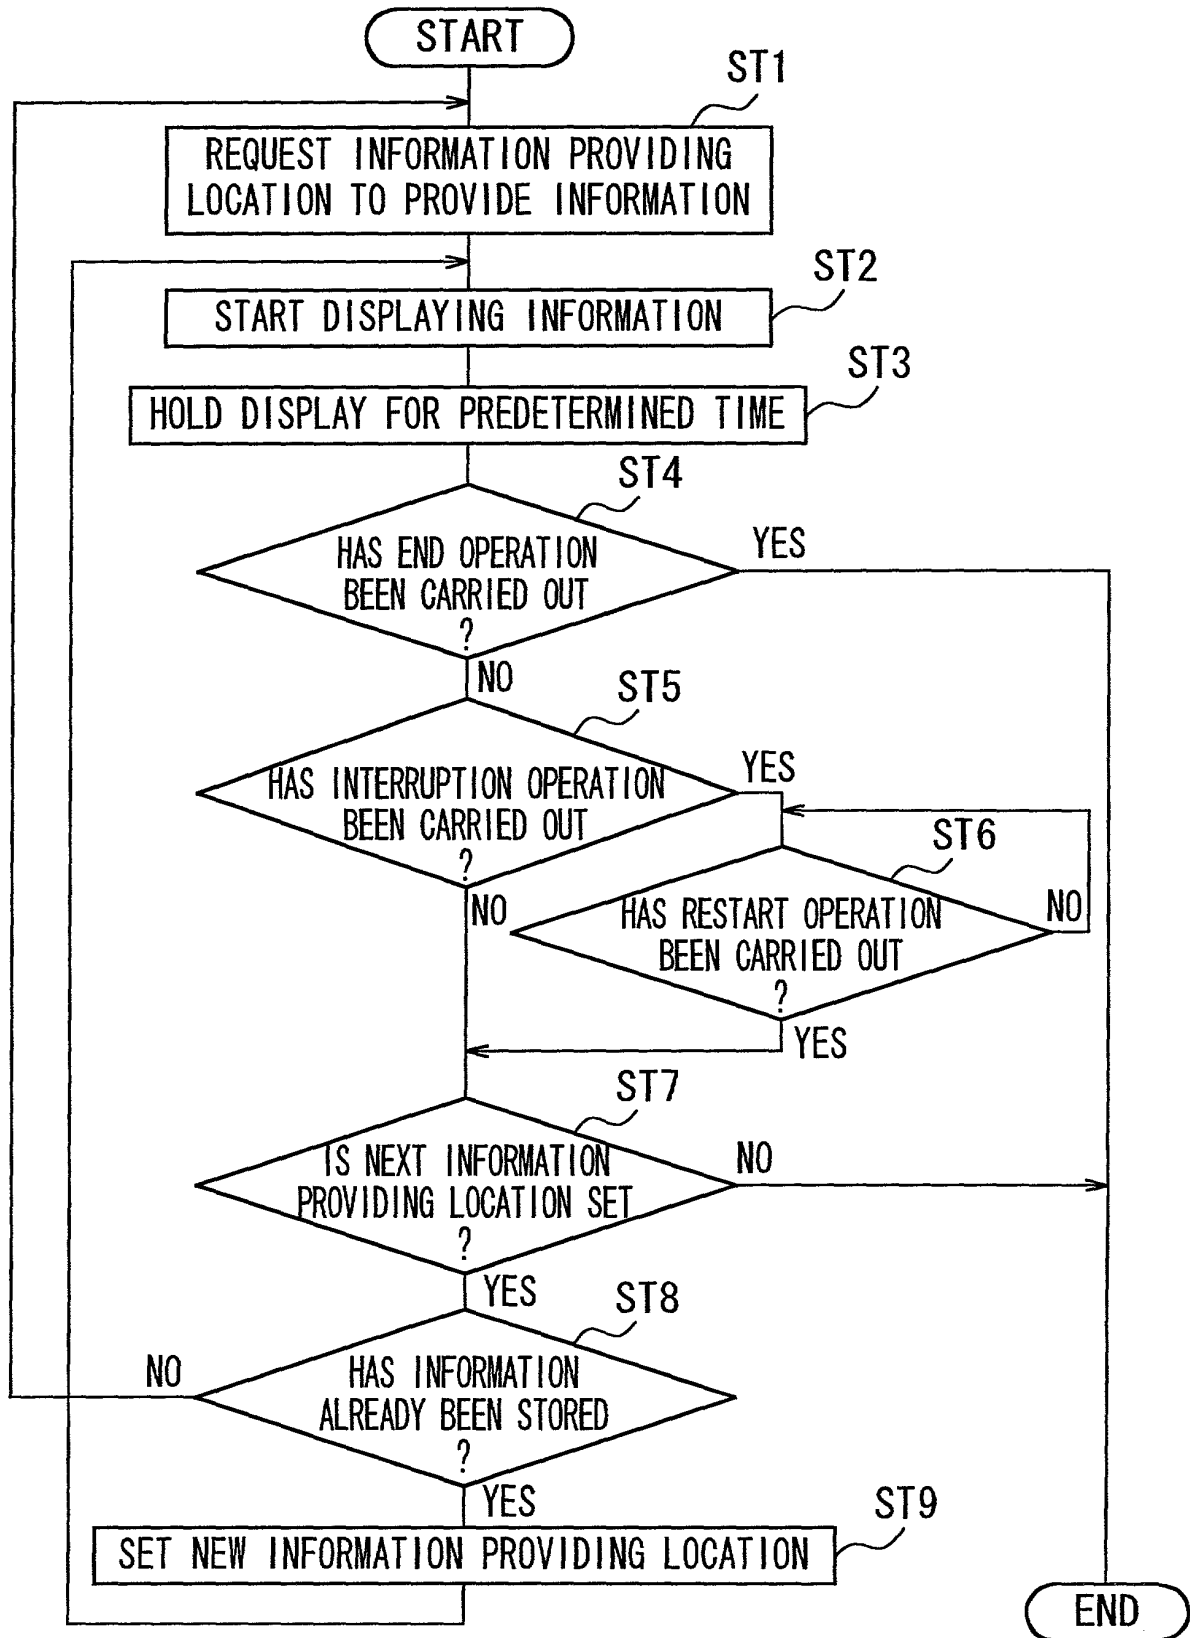 START
ST1
REQUEST INFORMATION PROVIDING
LOCATION TO PROVIDE INFORMATION
ST2
START DISPLAYING INFORMATION
ST3
HOLD DISPLAY FOR PREDETERMINED TIME
ST4
HAS END OPERATION
BEEN CARRIED OUT
?
YES
NO
ST5
HAS INTERRUPTION OPERATION
BEEN CARRIED OUT
?
YES
NO
ST6
HAS RESTART OPERATION
BEEN CARRIED OUT
?
NO
YES
ST7
IS NEXT INFORMATION
PROVIDING LOCATION SET
?
NO
YES
ST8
HAS INFORMATION
ALREADY BEEN STORED
?
NO
YES
ST9
SET NEW INFORMATION PROVIDING LOCATION
END